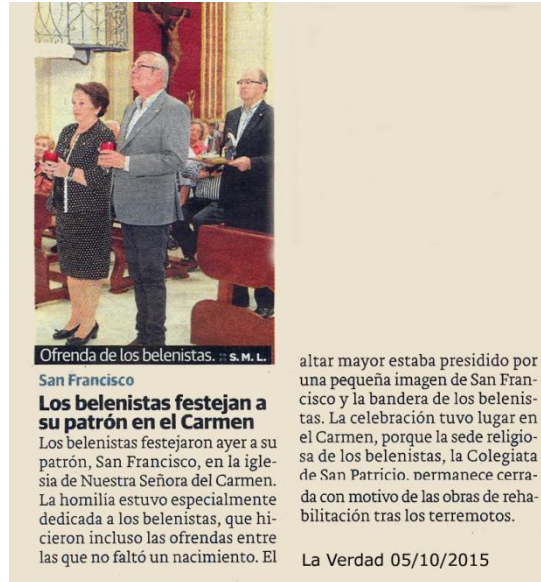 Ofrenda de los belenistas. :: S. M. L.
San Francisco
Los belenistas festejan a
su patrón en el Carmen
Los belenistas festejaron ayer a su
patrón, San Francisco, en la igle-
sia de Nuestra Señora del Carmen.
La homilía estuvo especialmente
dedicada a los belenistas, que hi-
cieron incluso las ofrendas entre
las que no faltó un nacimiento. El
altar mayor estaba presidido por
una pequeña imagen de San Fran-
cisco y la bandera de los belenis-
tas. La celebración tuvo lugar en
el Carmen, porque la sede religio-
sa de los belenistas, la Colegiata
de San Patricio, permanece cerra-
da con motivo de las obras de reha-
bilitación tras los terremotos.
La Verdad 05/10/2015